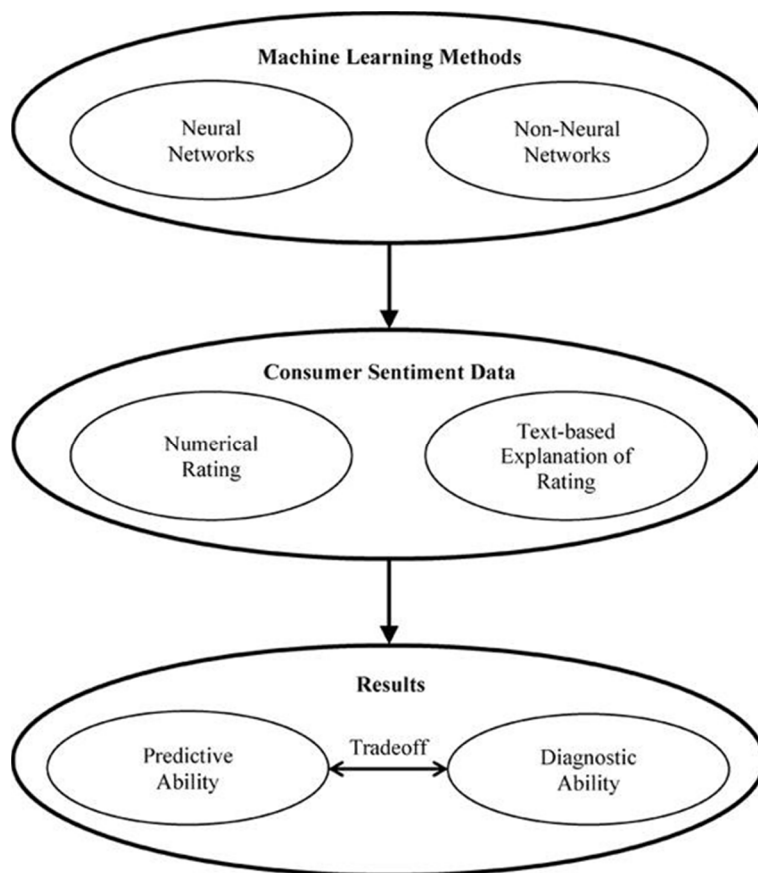 Machine Learning Methods
Neural
Networks
Non-Neural
Networks
Consumer Sentiment Data
Numerical
Rating
Text-based
Explanation of
Rating
Results
Predictive
Ability
Tradeoff
Diagnostic
Ability